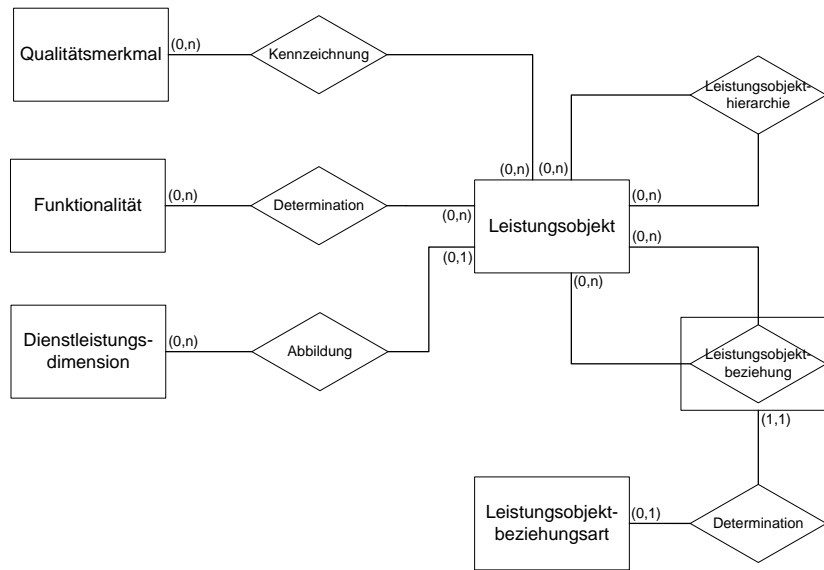 Qualitätsmerkmal
(0,n)
Kennzeichnung
Leistungsobjekt-
hierarchie
(0,n)
(0,n)
Funktionalität
(0,n)
Determination
(0,n)
Leistungsobjekt
(0,n)
(0,n)
(0,1)
(0,n)
Dienstleistungs-
dimension
(0,n)
Abbildung
Leistungsobjekt-
beziehung
(1,1)
Leistungsobjekt-
beziehungsart
(0,1)
Determination